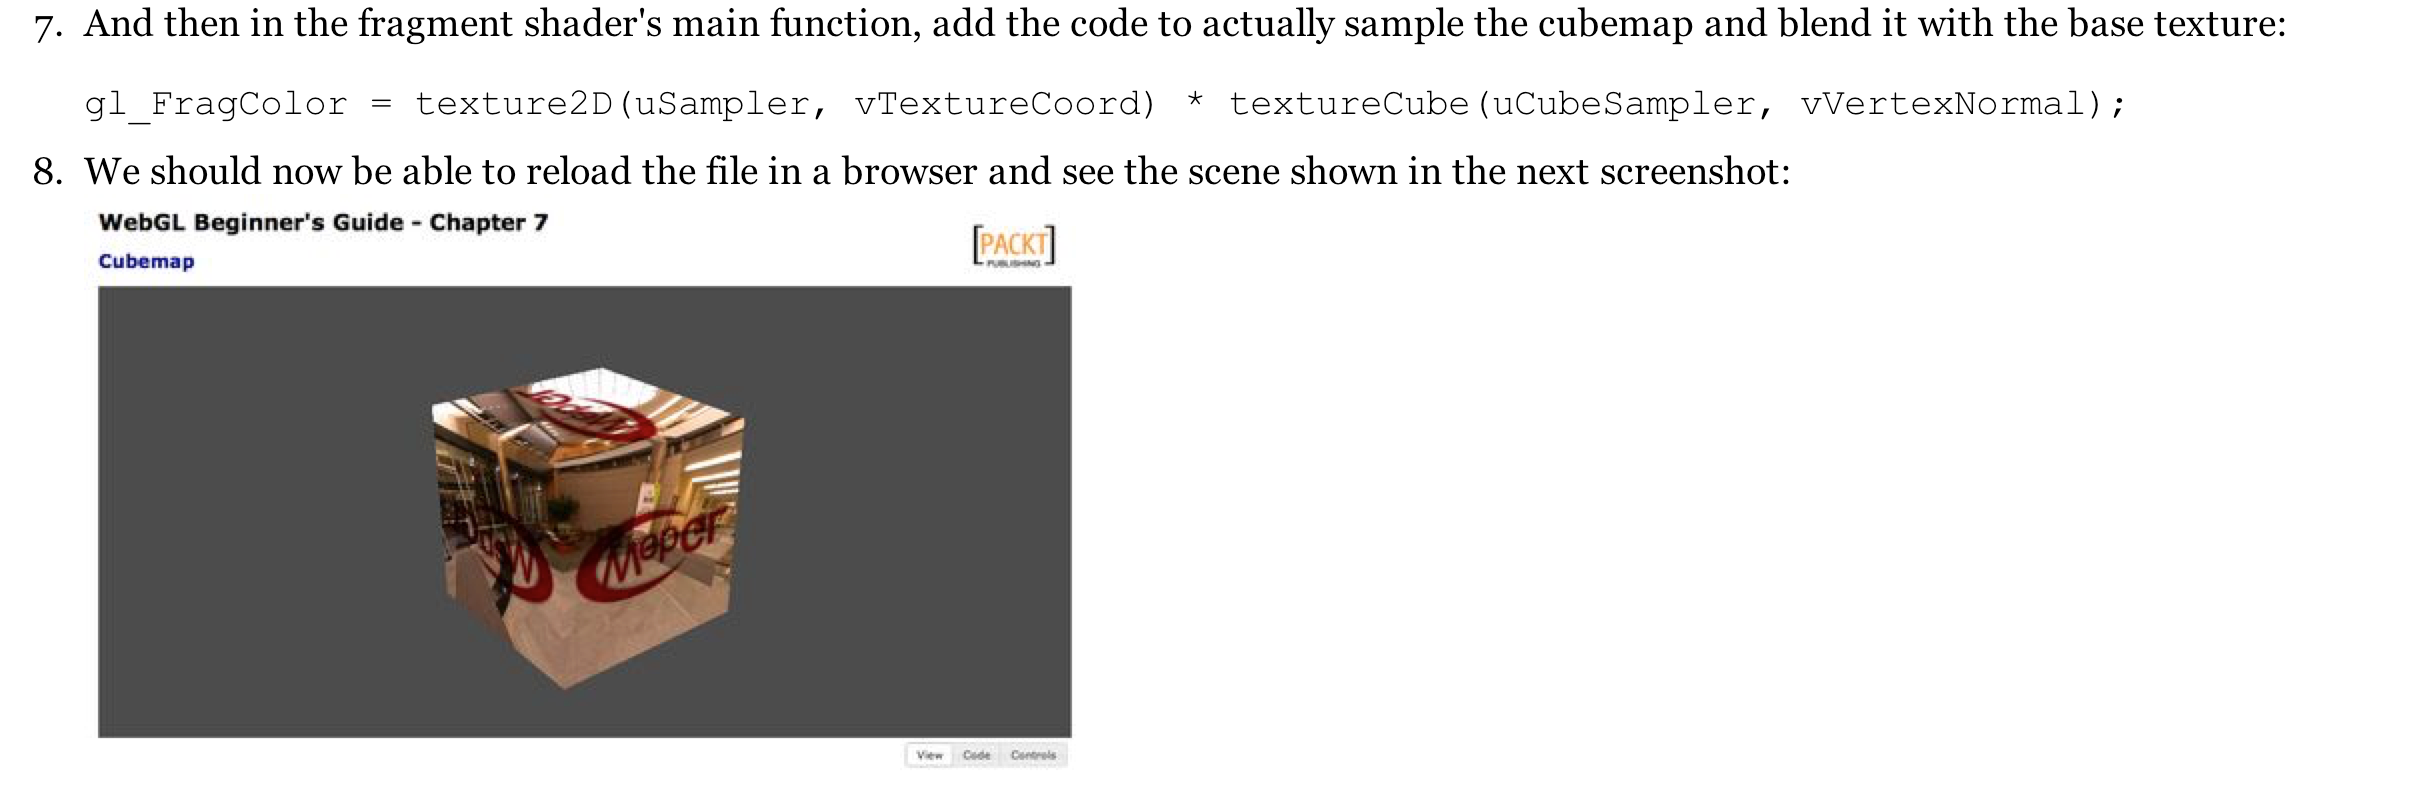 7. And then in the fragment shader's main function, add the code to actually sample the cubemap and blend it with the base texture:
gl_FragColor = texture2D(uSampler, vTextureCoord) * textureCube(uCubeSampler, vVertexNormal);
8. We should now be able to reload the file in a browser and see the scene shown in the next screenshot:
WebGL Beginner's Guide - Chapter 7
[PACKT]
PUBLISHING
Cubemap
View Code Controls